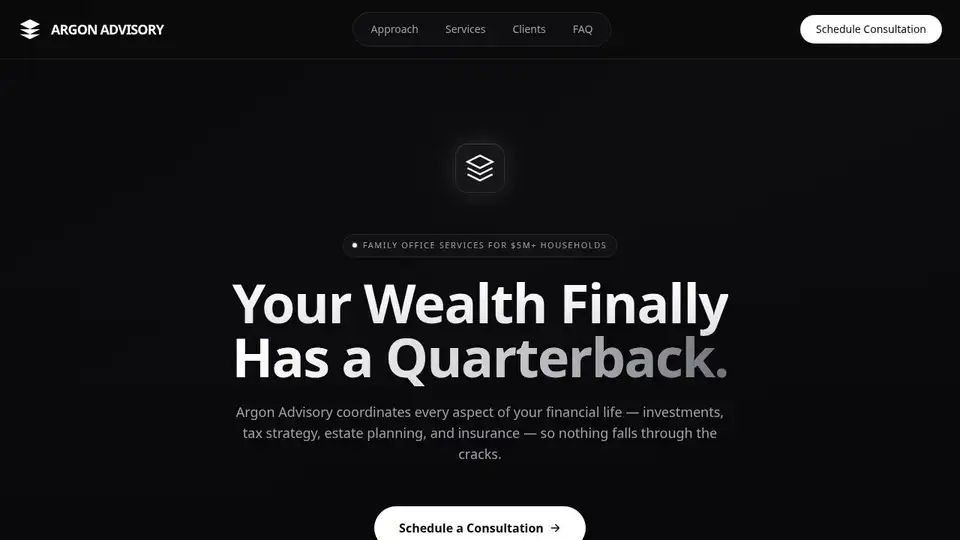 ARGON ADVISORY
Approach
Services
Clients
FAQ
Schedule Consultation
FAMILY OFFICE SERVICES FOR $5M+ HOUSEHOLDS
Your Wealth Finally
Has a Quarterback.
Argon Advisory coordinates every aspect of your financial life — investments,
tax strategy, estate planning, and insurance — so nothing falls through the
cracks.
Schedule a Consultation →